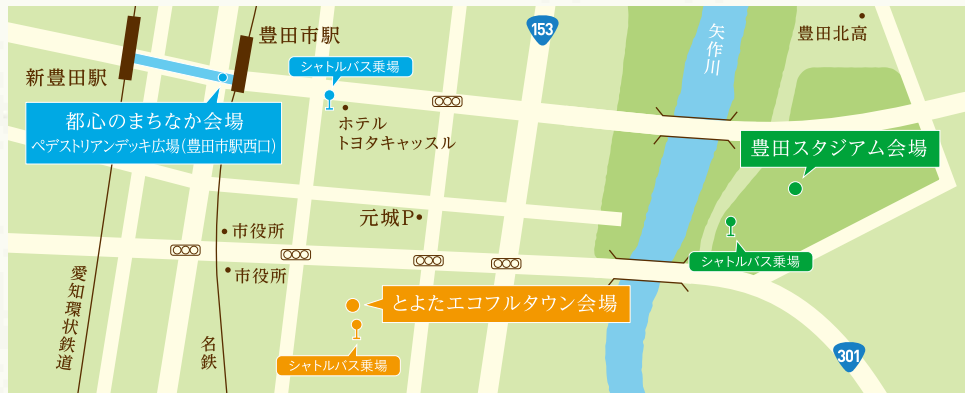 153
矢作川
豊田北高
豊田市駅
新豊田駅
シャトルバス乗場
都心のまちなか会場
ペデストリアンデッキ広場(豊田市駅西口)
ホテル
トヨタキャッスル
豊田スタジアム会場
元城P
市役所
シャトルバス乗場
市役所
愛知環状鉄道
とよたエコフルタウン会場
名鉄
シャトルバス乗場
301